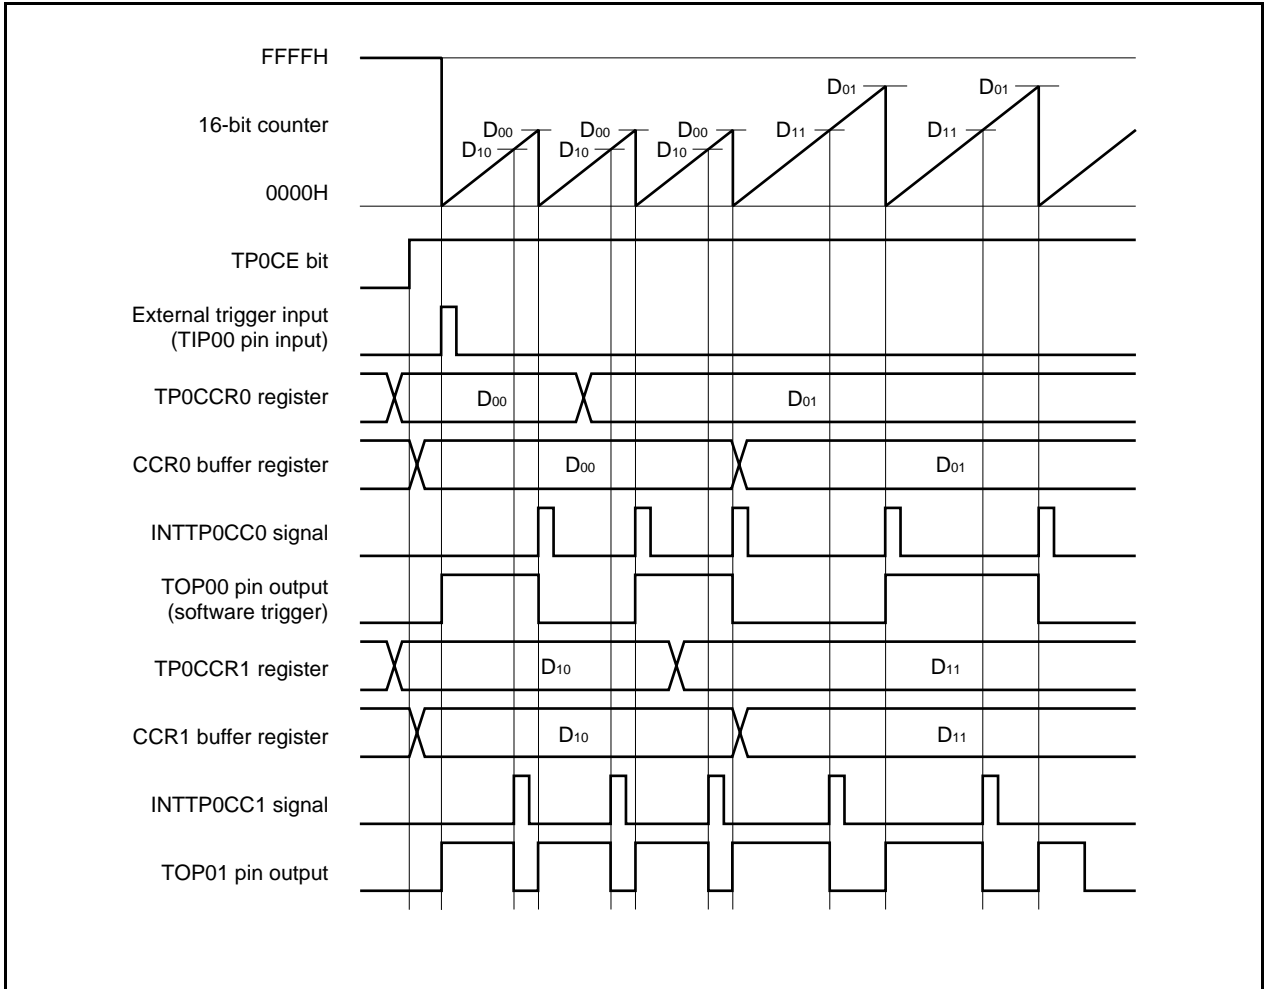 FFFFH
16-bit counter
0000H
D00
D10
D00
D10
D00
D10
D01
D11
D01
D11
TP0CE bit
External trigger input
(TIP00 pin input)
TP0CCR0 register
D00
D01
CCR0 buffer register
D00
D01
INTTP0CC0 signal
TOP00 pin output
(software trigger)
TP0CCR1 register
D10
D11
CCR1 buffer register
D10
D11
INTTP0CC1 signal
TOP01 pin output